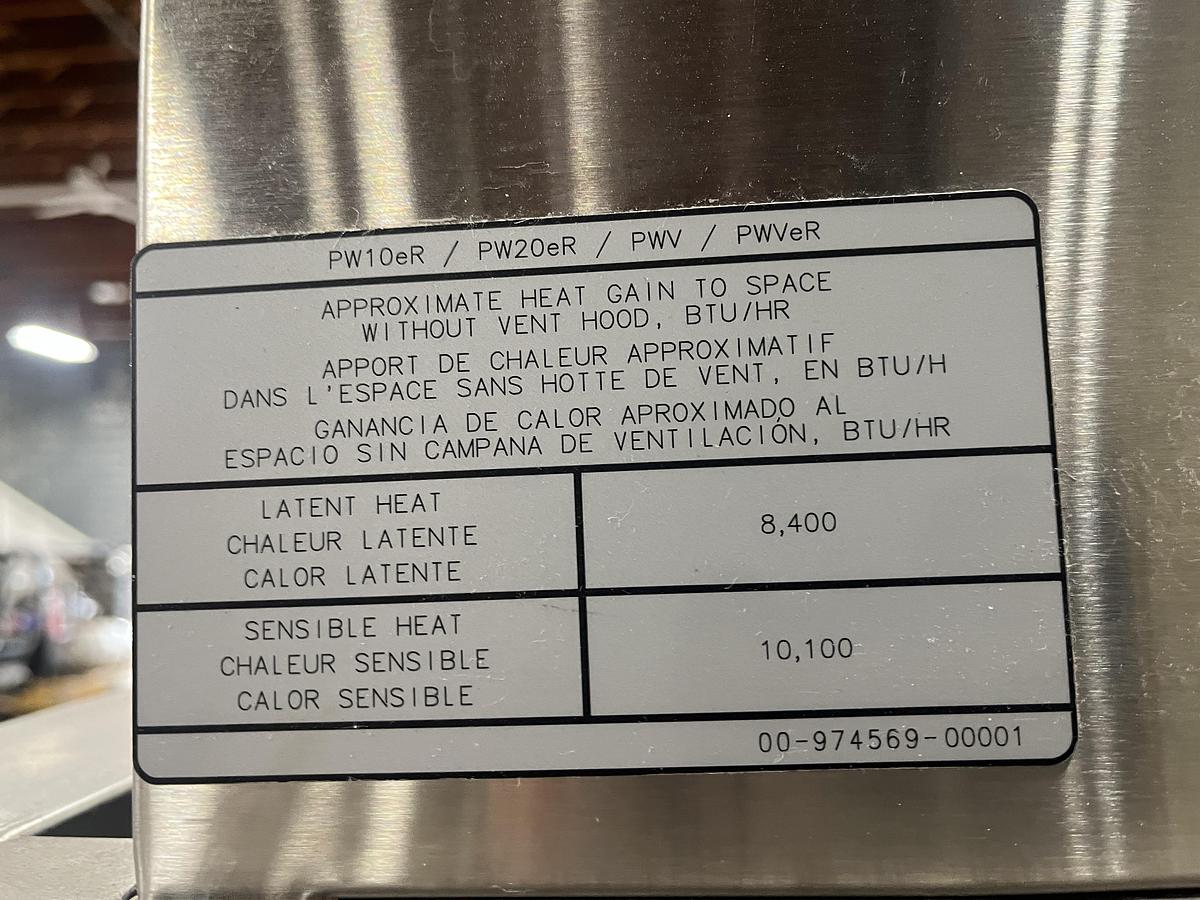 PW10eR / PW20eR / PWV / PWVeR
APPROXIMATE HEAT GAIN TO SPACE
WITHOUT VENT HOOD, BTU/HR
APPORT DE CHALEUR APPROXIMATIF
DANS L'ESPACE SANS HOTTE DE VENT, EN BTU/H
GANANCIA DE CALOR APROXIMADO AL
ESPACIO SIN CAMPANA DE VENTILACIÓN, BTU/HR
LATENT HEAT
CHALEUR LATENTE
CALOR LATENTE
8,400
SENSIBLE HEAT
CHALEUR SENSIBLE
CALOR SENSIBLE
10,100
00-974569-00001